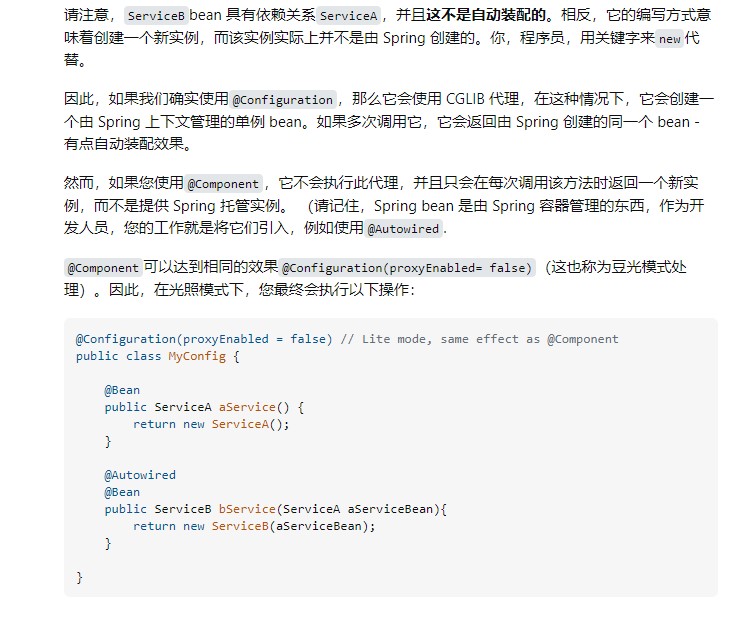 请注意，ServiceB bean 具有依赖关系 ServiceA，并且这不是自动装配的。相反，它的编写方式意
味着创建一个新实例，而该实例实际上并不是由 Spring 创建的。你，程序员，用关键字来 new 代
替。
因此，如果我们确实使用 @Configuration，那么它会使用 CGLIB 代理，在这种情况下，它会创建一
个由 Spring 上下文管理的单例 bean。如果多次调用它，它会返回由 Spring 创建的同一个 bean -
有点自动装配效果。
然而，如果您使用 @Component，它不会执行此代理，并且只会在每次调用该方法时返回一个新实
例，而不是提供 Spring 托管实例。（请记住，Spring bean 是由 Spring 容器管理的东西，作为开
发人员，您的工作就是将它们引入，例如使用 @Autowired.
@Component 可以达到相同的效果 @Configuration(proxyEnabled= false)（这也称为豆光模式处
理）。因此，在光照模式下，您最终会执行以下操作：
@Configuration(proxyEnabled = false) // Lite mode, same effect as @Component
public class MyConfig {
@Bean
public ServiceA aService() {
return new ServiceA();
}
@Autowired
@Bean
public ServiceB bService(ServiceA aServiceBean){
return new ServiceB(aServiceBean);
}
}